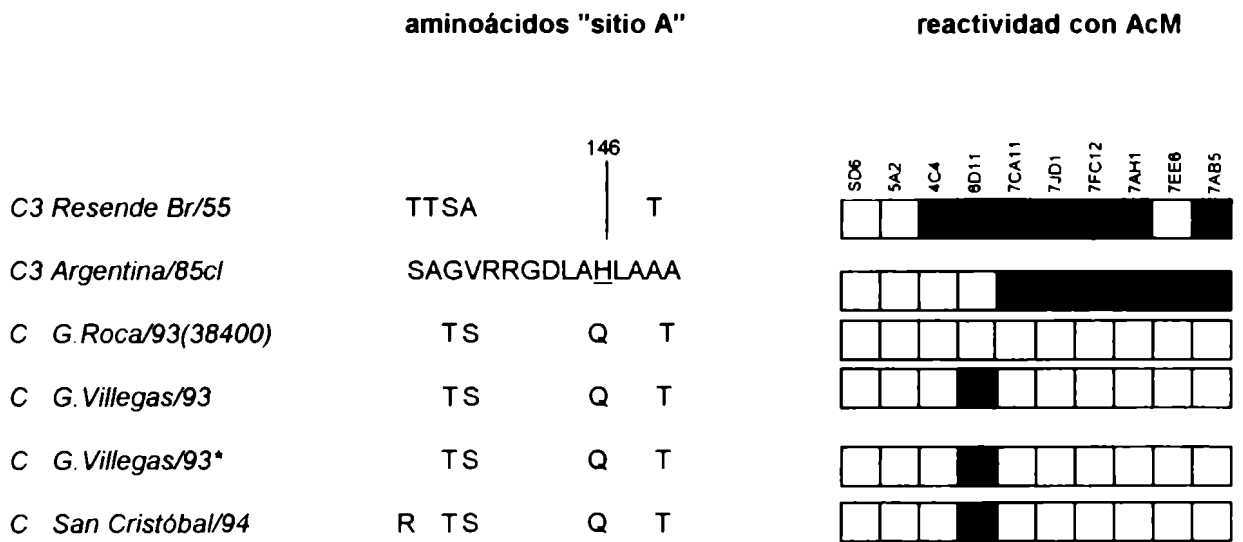 aminoácidos "sitio A" reactividad con AcM
146 SD6 5A2 4C4 6D11 7CA11 7JD1 7FC12 7AH1 7EE6 7AB5
C3 Resende Br/55 TTSA T
C3 Argentina/85cl SAGVRRGDLAHLAAA
C G.Roca/93(38400) TS Q T
C G.Villegas/93 TS Q T
C G.Villegas/93* TS Q T
C San Cristóbal/94 R TS Q T